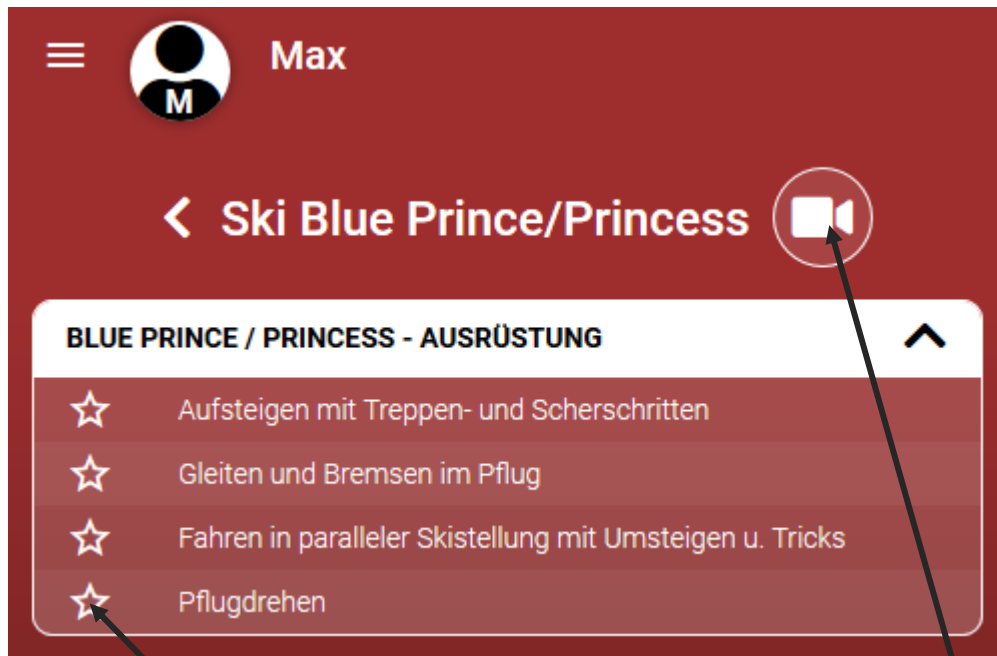 Max
M
Ski Blue Prince/Princess
BLUE PRINCE / PRINCESS - AUSRÜSTUNG
Aufsteigen mit Treppen- und Scherschritten
Gleiten und Bremsen im Pflug
Fahren in paralleler Skistellung mit Umsteigen u. Tricks
Pflugdrehen